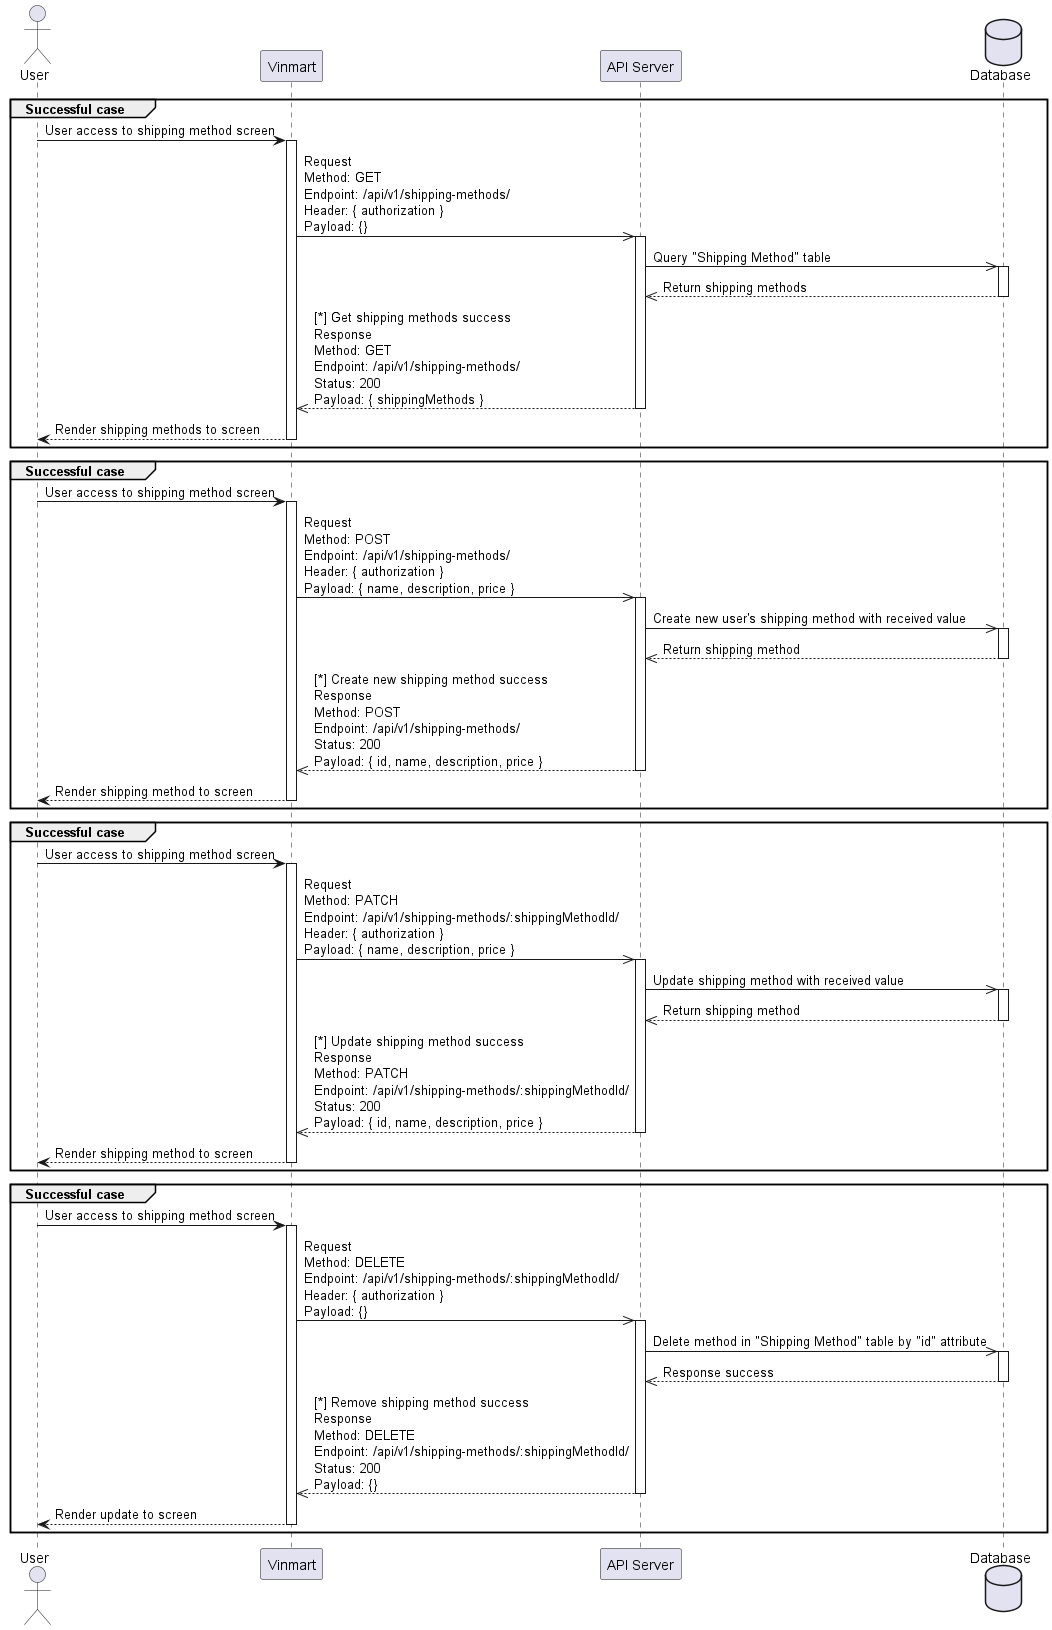 User
Vinmart
API Server
Database
Successful case
User access to shipping method screen
Request
Method: GET
Endpoint: /api/v1/shipping-methods/
Header: { authorization }
Payload: {}
Query "Shipping Method" table
Return shipping methods
[*] Get shipping methods success
Response
Method: GET
Endpoint: /api/v1/shipping-methods/
Status: 200
Payload: { shippingMethods }
Render shipping methods to screen
Successful case
User access to shipping method screen
Request
Method: POST
Endpoint: /api/v1/shipping-methods/
Header: { authorization }
Payload: { name, description, price }
Create new user's shipping method with received value
Return shipping method
[*] Create new shipping method success
Response
Method: POST
Endpoint: /api/v1/shipping-methods/
Status: 200
Payload: { id, name, description, price }
Render shipping method to screen
Successful case
User access to shipping method screen
Request
Method: PATCH
Endpoint: /api/v1/shipping-methods/:shippingMethodId/
Header: { authorization }
Payload: { name, description, price }
Update shipping method with received value
Return shipping method
[*] Update shipping method success
Response
Method: PATCH
Endpoint: /api/v1/shipping-methods/:shippingMethodId/
Status: 200
Payload: { id, name, description, price }
Render shipping method to screen
Successful case
User access to shipping method screen
Request
Method: DELETE
Endpoint: /api/v1/shipping-methods/:shippingMethodId/
Header: { authorization }
Payload: {}
Delete method in "Shipping Method" table by "id" attribute
Response success
[*] Remove shipping method success
Response
Method: DELETE
Endpoint: /api/v1/shipping-methods/:shippingMethodId/
Status: 200
Payload: {}
Render update to screen
User
Vinmart
API Server
Database